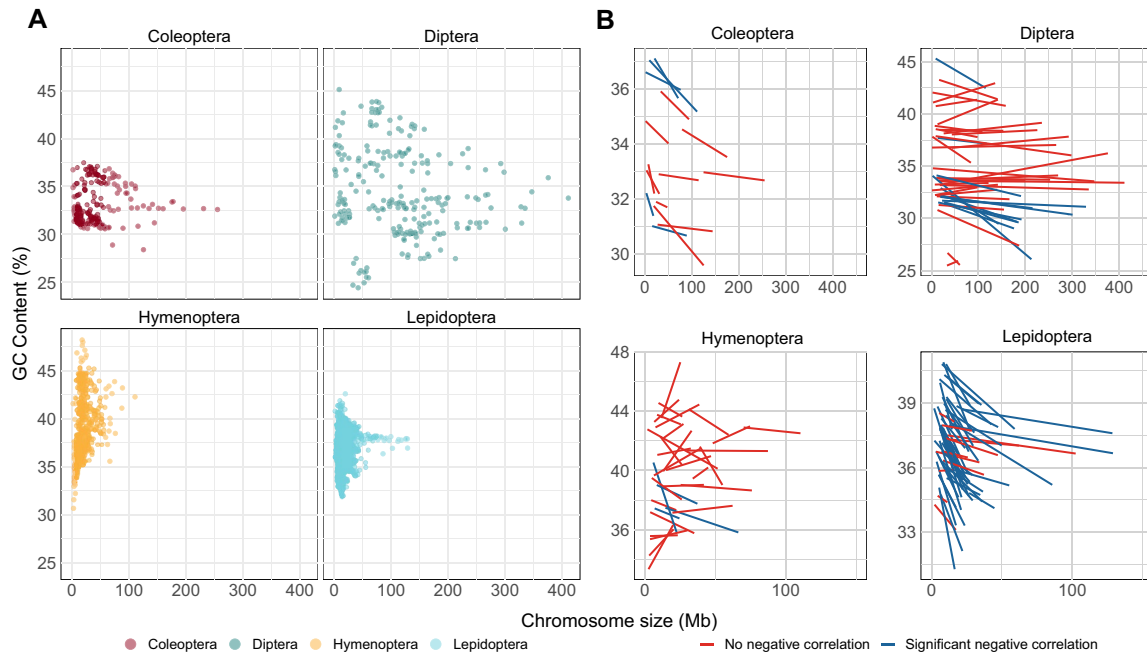 A
B
Coleoptera
Diptera
45
40
35
30
25
Hymenoptera
Lepidoptera
45
40
35
30
25
0
100
200
300
400
0
100
200
300
400
GC Content (%)
Coleoptera
36
34
32
30
0
100
200
300
400
Diptera
45
40
35
30
25
0
100
200
300
400
Hymenoptera
48
44
40
36
0
100
Lepidoptera
39
36
33
0
100
Chromosome size (Mb)
Coleoptera
Diptera
Hymenoptera
Lepidoptera
No negative correlation
Significant negative correlation